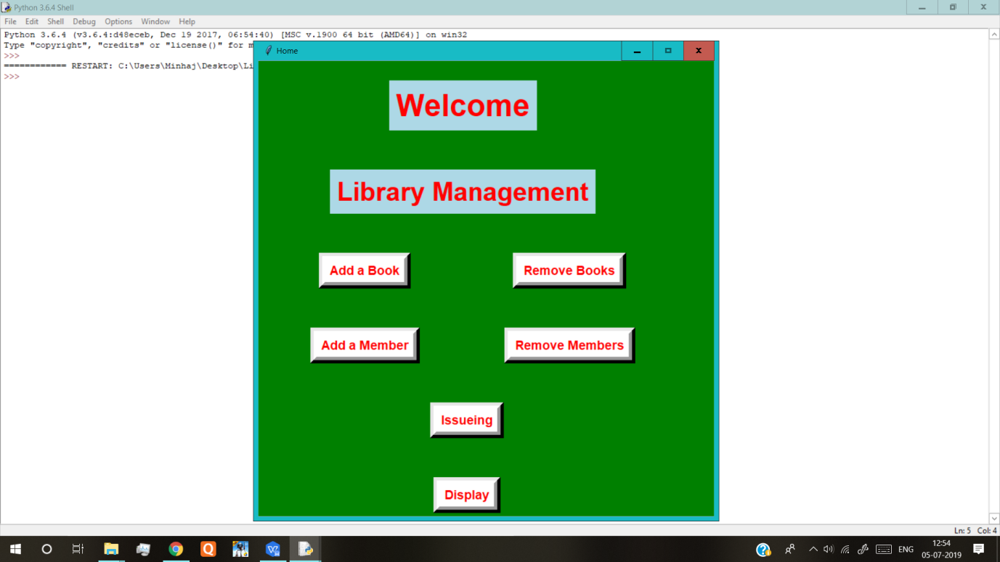 Python 3.6.4 Shell
File Edit Shell Debug Options Window Help
Python 3.6.4 (v3.6.4:d48eceb, Dec 19 2017, 06:54:40) [MSC v.1900 64 bit (AMD64)] on win32
Type "copyright", "credits" or "license()" for m
>>>
============ RESTART: C:\Users\Minhaj\Desktop\Li
>>>
Home
Welcome
Library Management
Add a Book
Remove Books
Add a Member
Remove Members
Issueing
Display
Ln: 5 Col: 4
ENG
12:54
05-07-2019